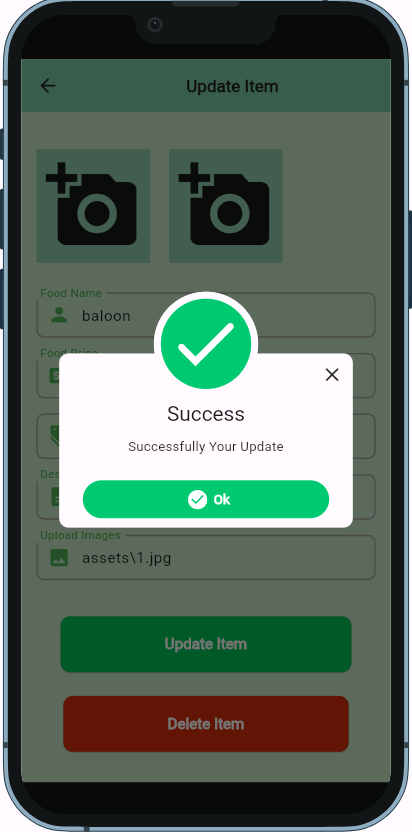 Update Item
Food Name
baloon
Food Price
Success
Successfully Your Update
Ok
Upload Images
assets\1.jpg
Update Item
Delete Item